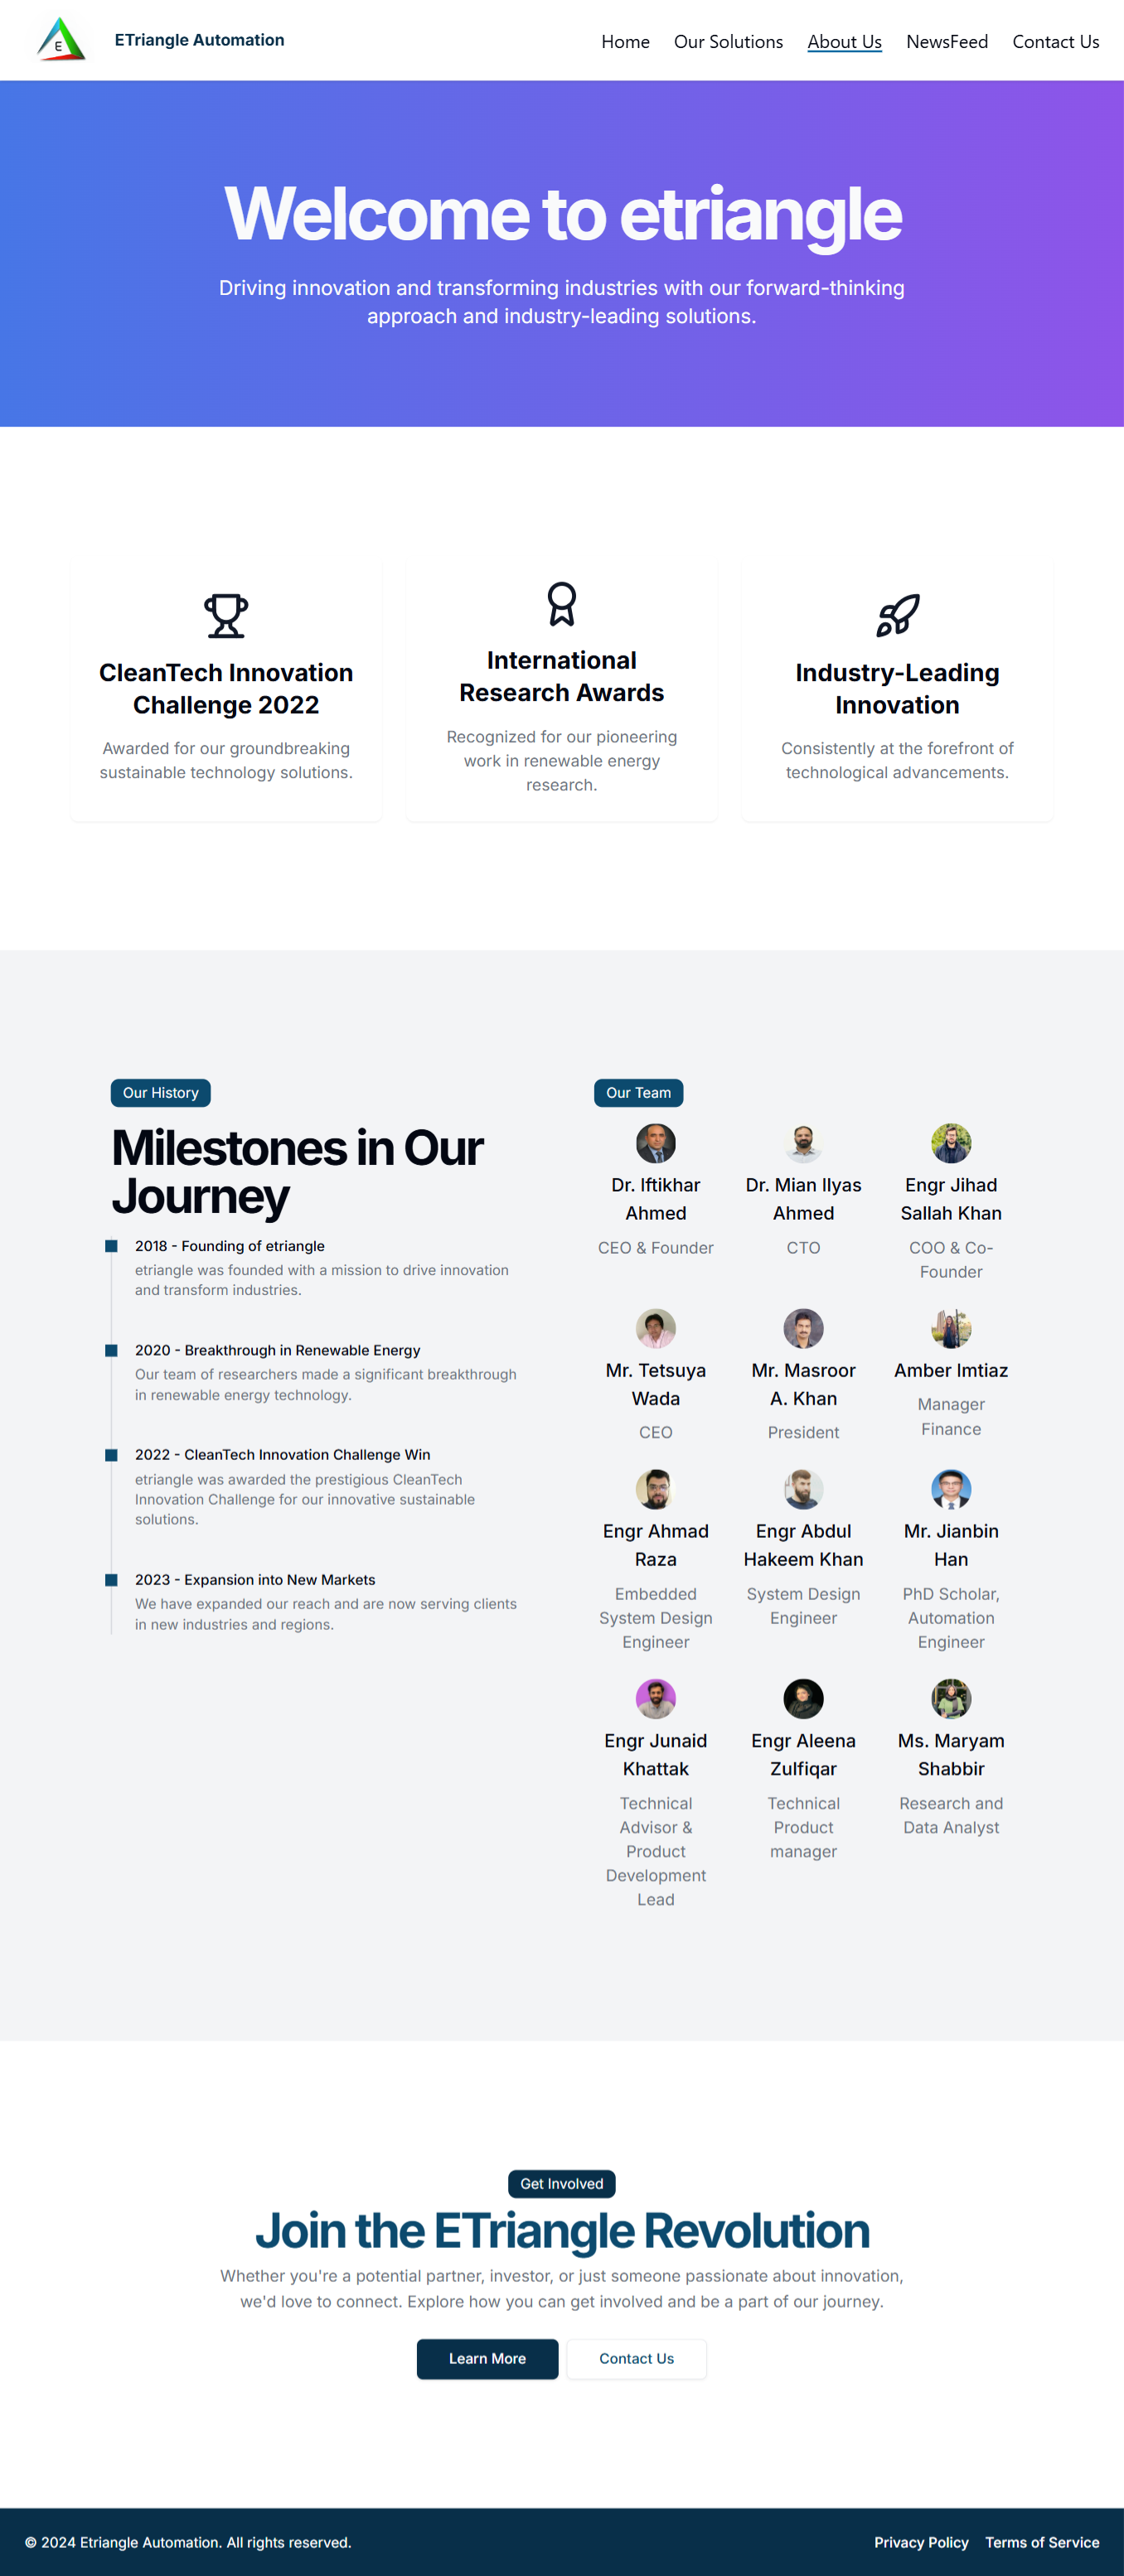 E
ETriangle Automation
Home Our Solutions About Us NewsFeed Contact Us
Welcome to etriangle
Driving innovation and transforming industries with our forward-thinking
approach and industry-leading solutions.
CleanTech Innovation
Challenge 2022
Awarded for our groundbreaking
sustainable technology solutions.
International
Research Awards
Recognized for our pioneering
work in renewable energy
research.
Industry-Leading
Innovation
Consistently at the forefront of
technological advancements.
Our History
Milestones in Our
Journey
2018 - Founding of etriangle
etriangle was founded with a mission to drive innovation
and transform industries.
2020 - Breakthrough in Renewable Energy
Our team of researchers made a significant breakthrough
in renewable energy technology.
2022 - CleanTech Innovation Challenge Win
etriangle was awarded the prestigious CleanTech
Innovation Challenge for our innovative sustainable
solutions.
2023 - Expansion into New Markets
We have expanded our reach and are now serving clients
in new industries and regions.
Our Team
Dr. Iftikhar
Ahmed
CEO & Founder
Dr. Mian Ilyas
Ahmed
CTO
Engr Jihad
Sallah Khan
COO & Co-
Founder
Mr. Tetsuya
Wada
CEO
Mr. Masroor
A. Khan
President
Amber Imtiaz
Manager
Finance
Engr Ahmad
Raza
Embedded
System Design
Engineer
Engr Abdul
Hakeem Khan
System Design
Engineer
Mr. Jianbin
Han
PhD Scholar,
Automation
Engineer
Engr Junaid
Khattak
Technical
Advisor &
Product
Development
Lead
Engr Aleena
Zulfiqar
Technical
Product
manager
Ms. Maryam
Shabbir
Research and
Data Analyst
Get Involved
Join the ETriangle Revolution
Whether you're a potential partner, investor, or just someone passionate about innovation,
we'd love to connect. Explore how you can get involved and be a part of our journey.
Learn More
Contact Us
© 2024 Etriangle Automation. All rights reserved.
Privacy Policy Terms of Service